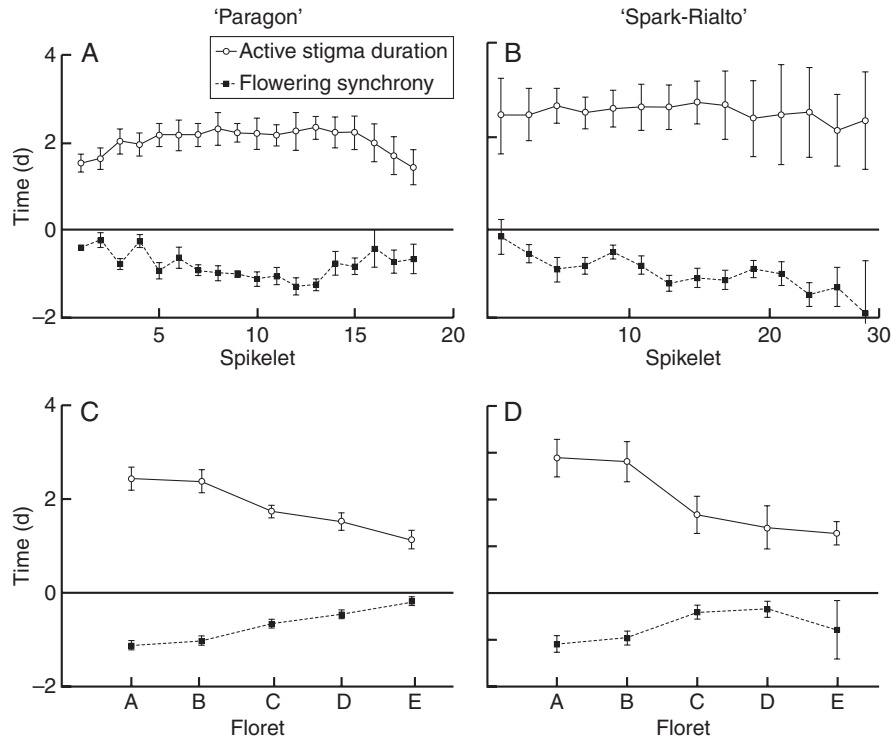 ‘Paragon’
‘Spark-Rialto’
A
Active stigma duration
Flowering synchrony
B
4
2
0
−2
Time (d)
5
10
15
20
Spikelet
10
20
30
Spikelet
C
D
4
2
0
−2
Time (d)
A
B
C
D
E
Floret
A
B
C
D
E
Floret